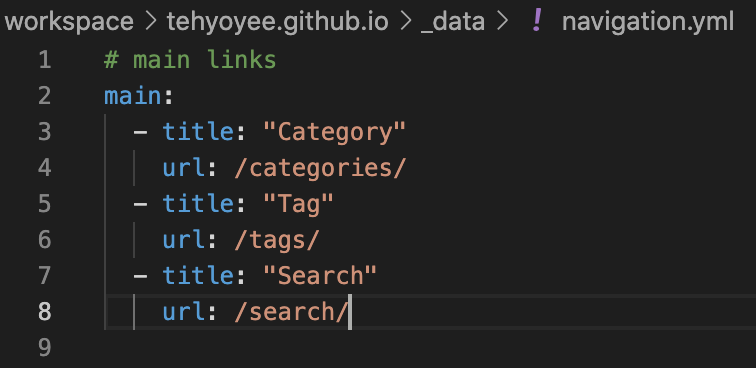 workspace > tehyoyee.github.io > _data > ! navigation.yml
1 # main links
2 main:
3   - title: "Category"
4     url: /categories/
5   - title: "Tag"
6     url: /tags/
7   - title: "Search"
8     url: /search/
9